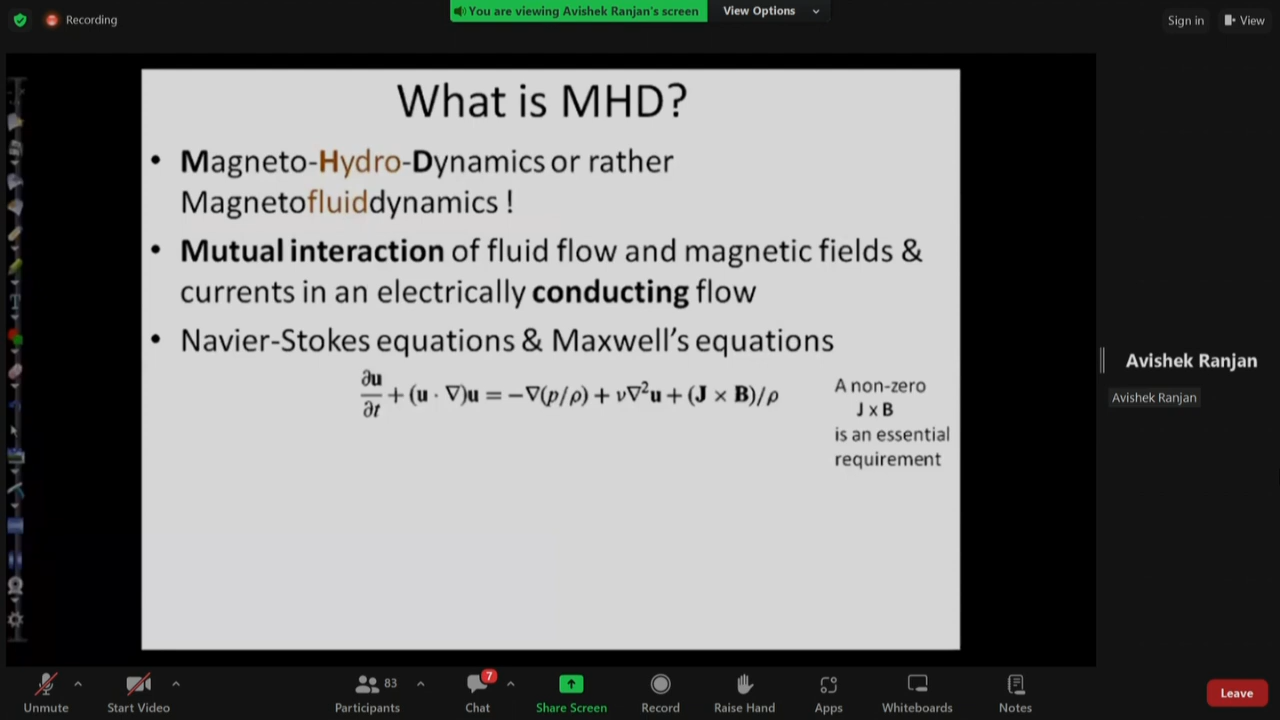 Recording
You are viewing Avishek Ranjan's screen
View Options
Sign in
View
What is MHD?
• Magneto-Hydro-Dynamics or rather
Magnetofluiddynamics !
• Mutual interaction of fluid flow and magnetic fields &
currents in an electrically conducting flow
• Navier-Stokes equations & Maxwell's equations
∂u/∂t + (u · ∇)u = −∇(p/ρ) + ν∇²u + (J × B)/ρ
A non-zero
J x B
is an essential
requirement
Avishek Ranjan
Avishek Ranjan
Unmute
Start Video
83
Participants
7
Chat
Share Screen
Record
Raise Hand
Apps
Whiteboards
Notes
Leave